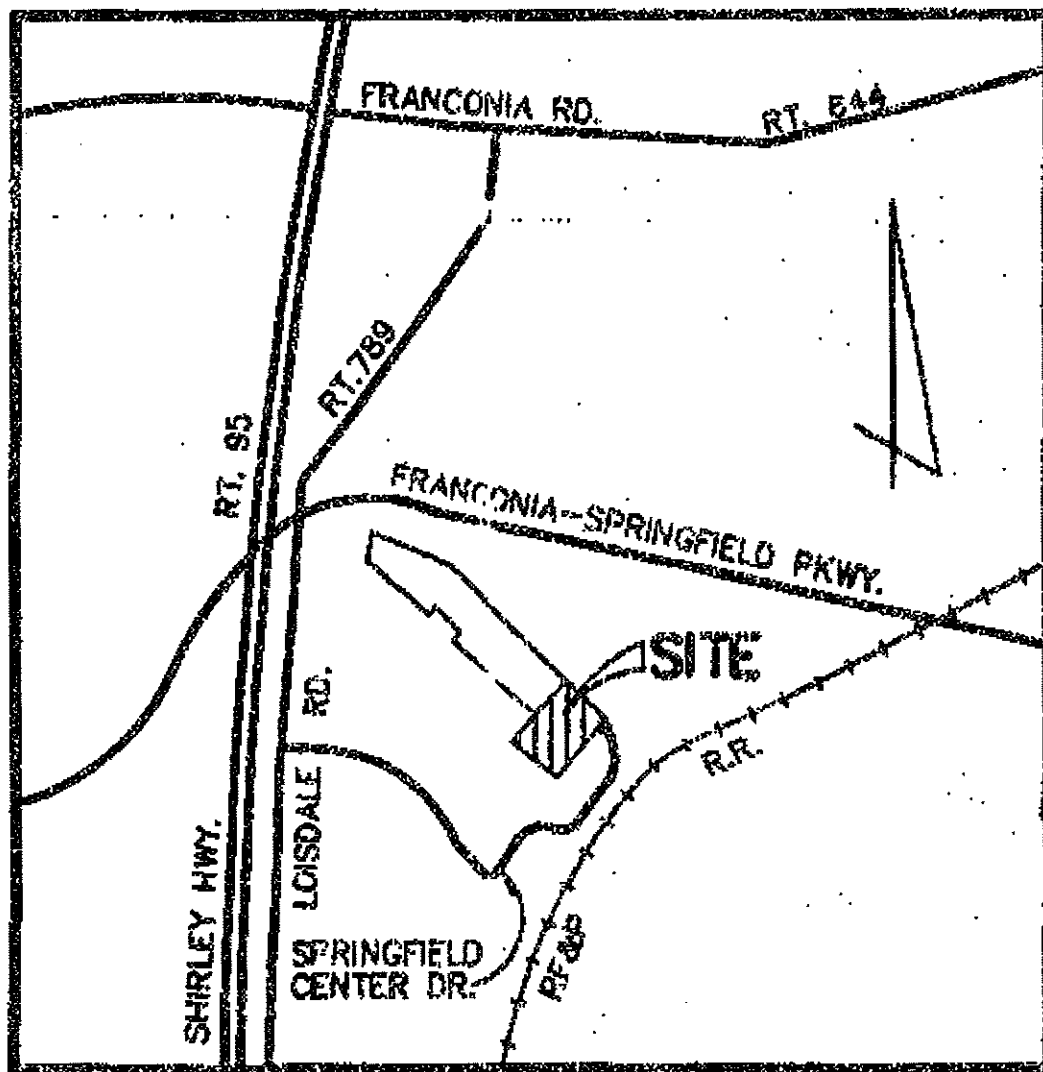 FRANCONIA RD.
RT. 644
RT. 789
RT. 95
FRANCONIA-SPRINGFIELD PKWY.
SITE
R.R.
LOISDALE RD.
SHIRLEY HWY.
SPRINGFIELD
CENTER DR.
RF&P